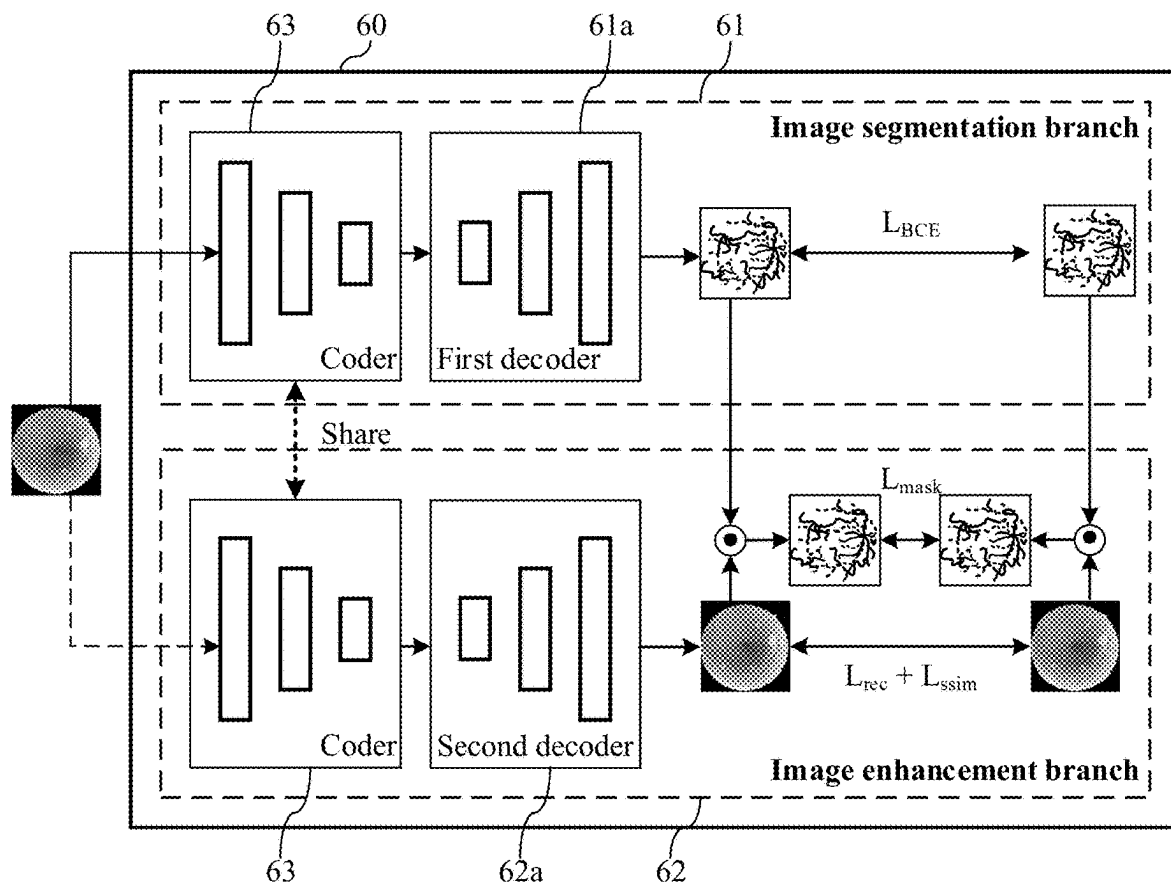 63
60
61a
61
Image segmentation branch
L_BCE
Coder
First decoder
Share
L_mask
L_rec + L_ssim
Coder
Second decoder
Image enhancement branch
63
62a
62